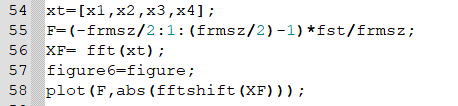 54 xt=[x1,x2,x3,x4];
55 F=(-frmsz/2:1:(frmsz/2)-1)*fst/frmsz;
56 XF= fft(xt);
57 figure6=figure;
58 plot(F,abs(fftshift(XF)));